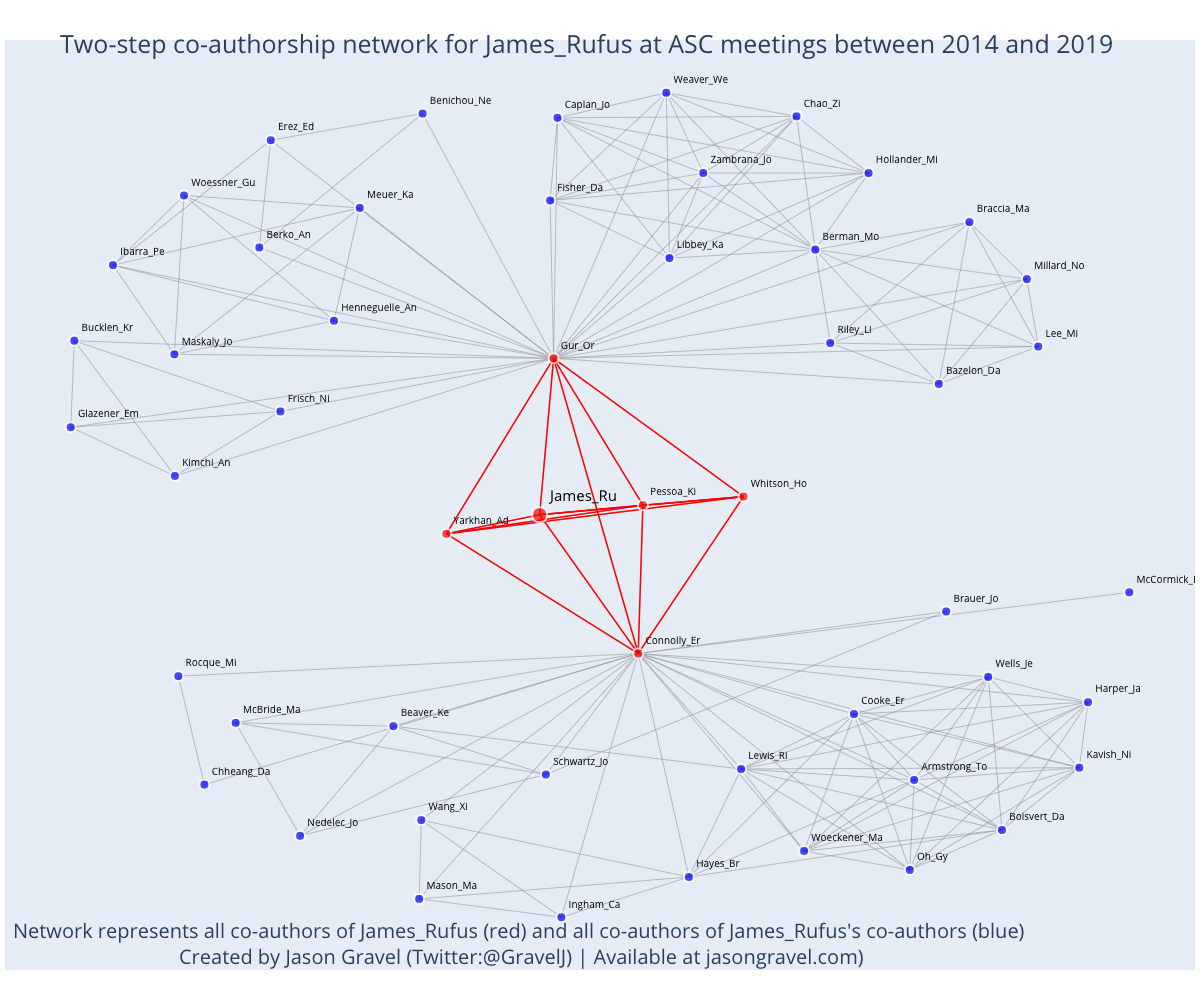 Two-step co-authorship network for James_Rufus at ASC meetings between 2014 and 2019
Weaver_We
Benichou_Ne
Caplan_Jo
Chao_Zi
Erez_Ed
Zambrana_Jo
Hollander_Mi
Woessner_Gu
Meuer_Ka
Fisher_Da
Braccia_Ma
Berko_An
Berman_Mo
Libbey_Ka
Ibarra_Pe
Millard_No
Henneguelle_An
Bucklen_Kr
Riley_Li
Lee_Mi
Maskaly_Jo
Gur_Or
Bazelon_Da
Frisch_Ni
Glazener_Em
Kimchi_An
Whitson_Ho
Pessoa_Ki
James_Ru
Yarkhan_Ad
McCormick_
Brauer_Jo
Connolly_Er
Rocque_Mi
Wells_Je
Harper_Ja
Cooke_Er
McBride_Ma
Beaver_Ke
Kavish_Ni
Lewis_Ri
Schwartz_Jo
Armstrong_To
Chheang_Da
Wang_Xi
Boisvert_Da
Nedelec_Jo
Woeckener_Ma
Oh_Gy
Hayes_Br
Mason_Ma
Ingham_Ca
Network represents all co-authors of James_Rufus (red) and all co-authors of James_Rufus's co-authors (blue)
Created by Jason Gravel (Twitter:@GravelJ) | Available at jasongravel.com)